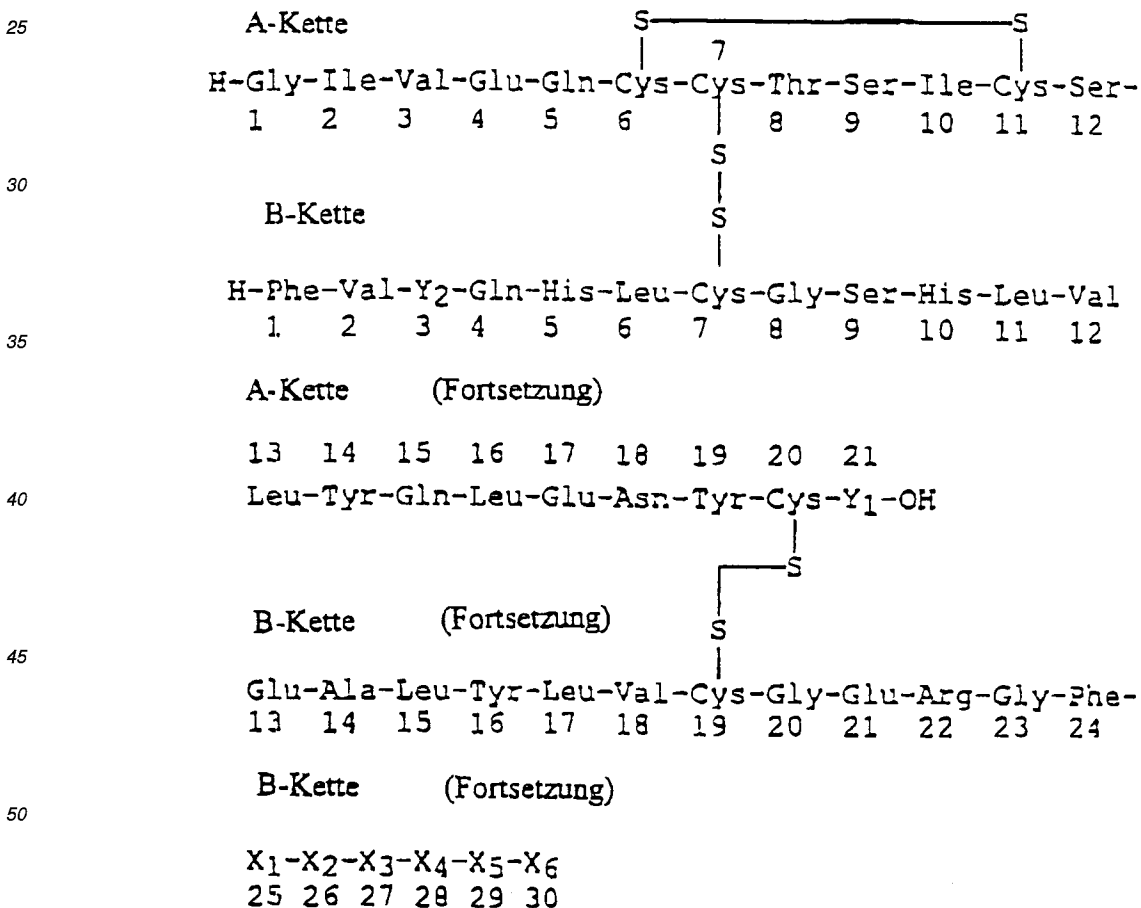 25 A-Kette S S
7
H-Gly-Ile-Val-Glu-Gln-Cys-Cys-Thr-Ser-Ile-Cys-Ser-
1 2 3 4 5 6 8 9 10 11 12
S
30
B-Kette S
H-Phe-Val-Y2-Gln-His-Leu-Cys-Gly-Ser-His-Leu-Val
1 2 3 4 5 6 7 8 9 10 11 12
35
A-Kette (Fortsetzung)
13 14 15 16 17 18 19 20 21
40 Leu-Tyr-Gln-Leu-Glu-Asn-Tyr-Cys-Y1-OH
S
B-Kette (Fortsetzung) S
45
Glu-Ala-Leu-Tyr-Leu-Val-Cys-Gly-Glu-Arg-Gly-Phe-
13 14 15 16 17 18 19 20 21 22 23 24
B-Kette (Fortsetzung)
50
X1-X2-X3-X4-X5-X6
25 26 27 28 29 30